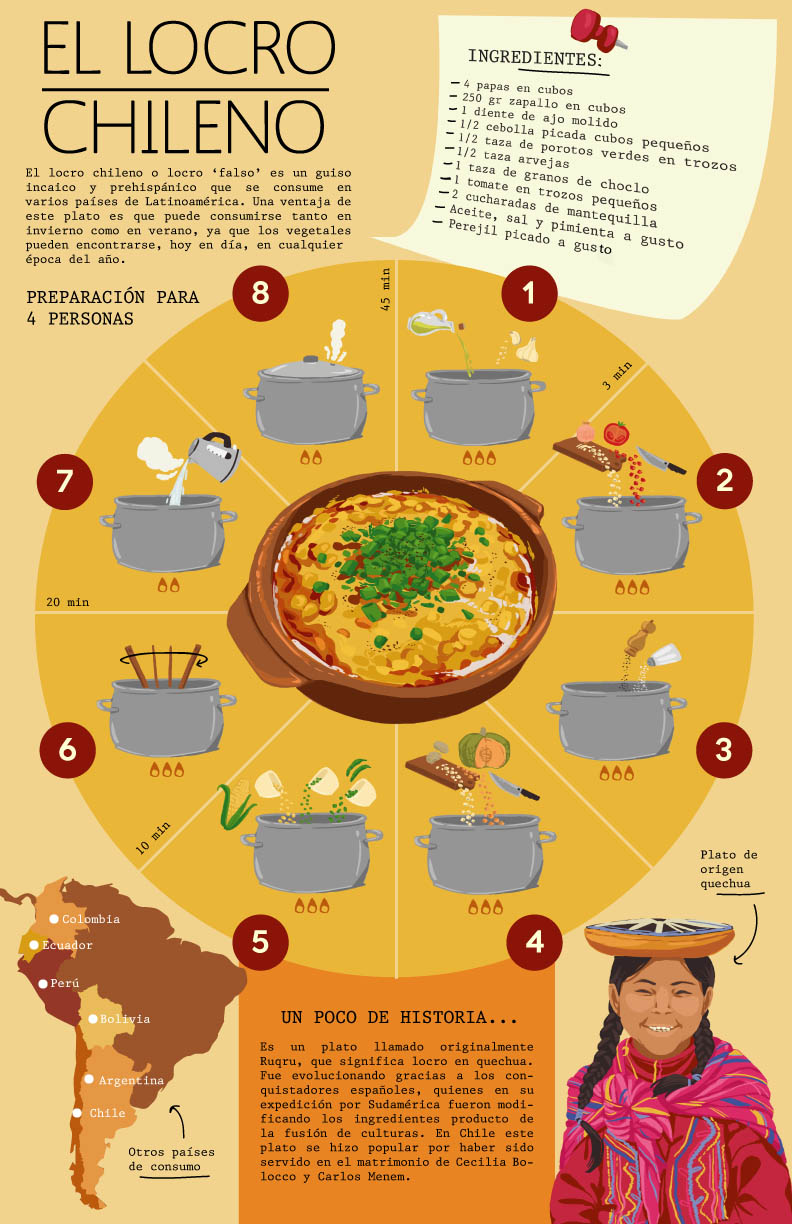 EL LOCRO
CHILENO
El locro chileno o locro ‘falso’ es un guiso
incaico y prehispánico que se consume en
varios países de Latinoamérica. Una ventaja de
este plato es que puede consumirse tanto en
invierno como en verano, ya que los vegetales
pueden encontrarse, hoy en día, en cualquier
época del año.
INGREDIENTES:
— 4 papas en cubos
— 250 gr zapallo en cubos
— 1 diente de ajo molido
— 1/2 cebolla picada cubos pequeños
— 1/2 taza de porotos verdes en trozos
— 1/2 taza arvejas
— 1 taza de granos de choclo
— 1 tomate en trozos pequeños
— 2 cucharadas de mantequilla
— Aceite, sal y pimienta a gusto
— Perejil picado a gusto
PREPARACIÓN PARA
4 PERSONAS
8
45 min
1
3 min
7
2
20 min
6
3
10 min
5
4
Plato de
origen
quechua
Colombia
Ecuador
Perú
Bolivia
Argentina
Chile
Otros países
de consumo
UN POCO DE HISTORIA...
Es un plato llamado originalmente
Ruqru, que significa locro en quechua.
Fue evolucionando gracias a los con-
quistadores españoles, quienes en su
expedición por Sudamérica fueron modi-
ficando los ingredientes producto de
la fusión de culturas. En Chile este
plato se hizo popular por haber sido
servido en el matrimonio de Cecilia Bo-
locco y Carlos Menem.